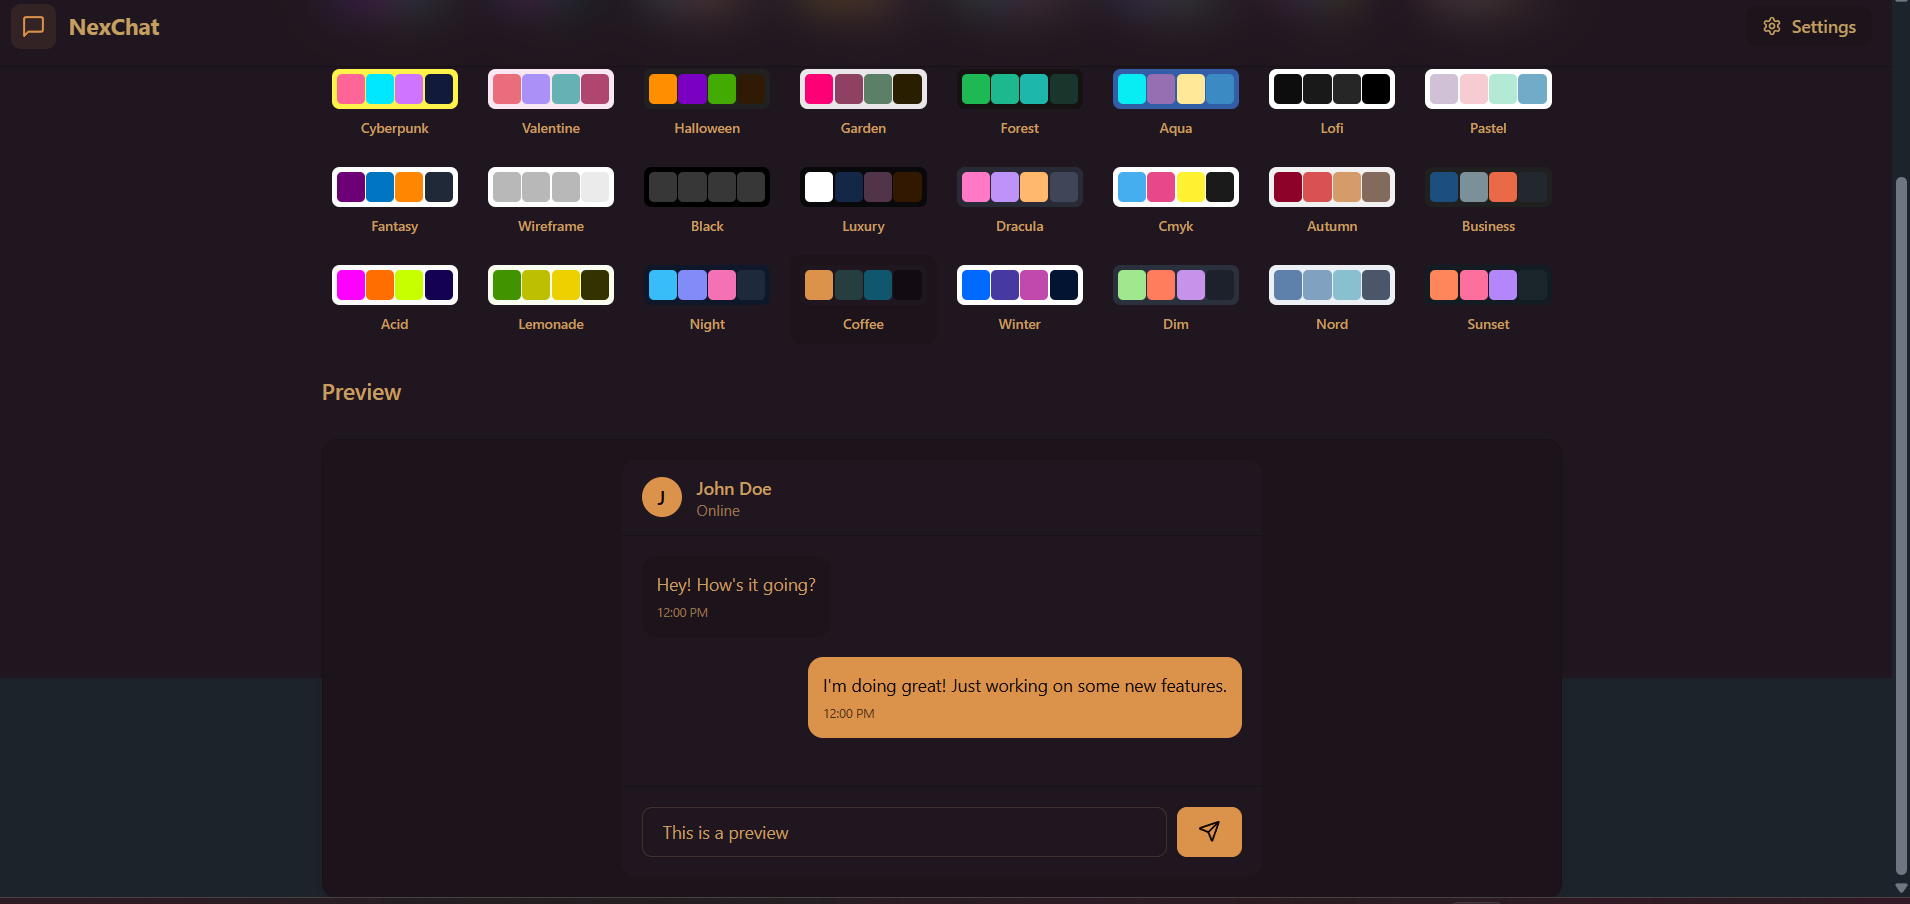 NexChat
Settings
Cyberpunk Valentine Halloween Garden Forest Aqua Lofi Pastel
Fantasy Wireframe Black Luxury Dracula Cmyk Autumn Business
Acid Lemonade Night Coffee Winter Dim Nord Sunset
Preview
J
John Doe
Online
Hey! How's it going?
12:00 PM
I'm doing great! Just working on some new features.
12:00 PM
This is a preview